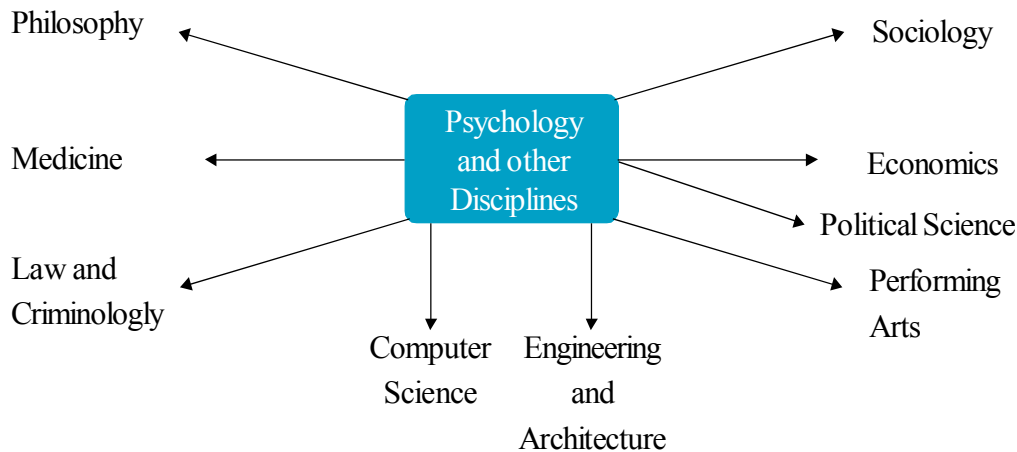 Philosophy
Sociology
Psychology
and other
Disciplines
Medicine
Economics
Political Science
Law and
Criminologly
Performing
Arts
Computer
Science
Engineering
and
Architecture